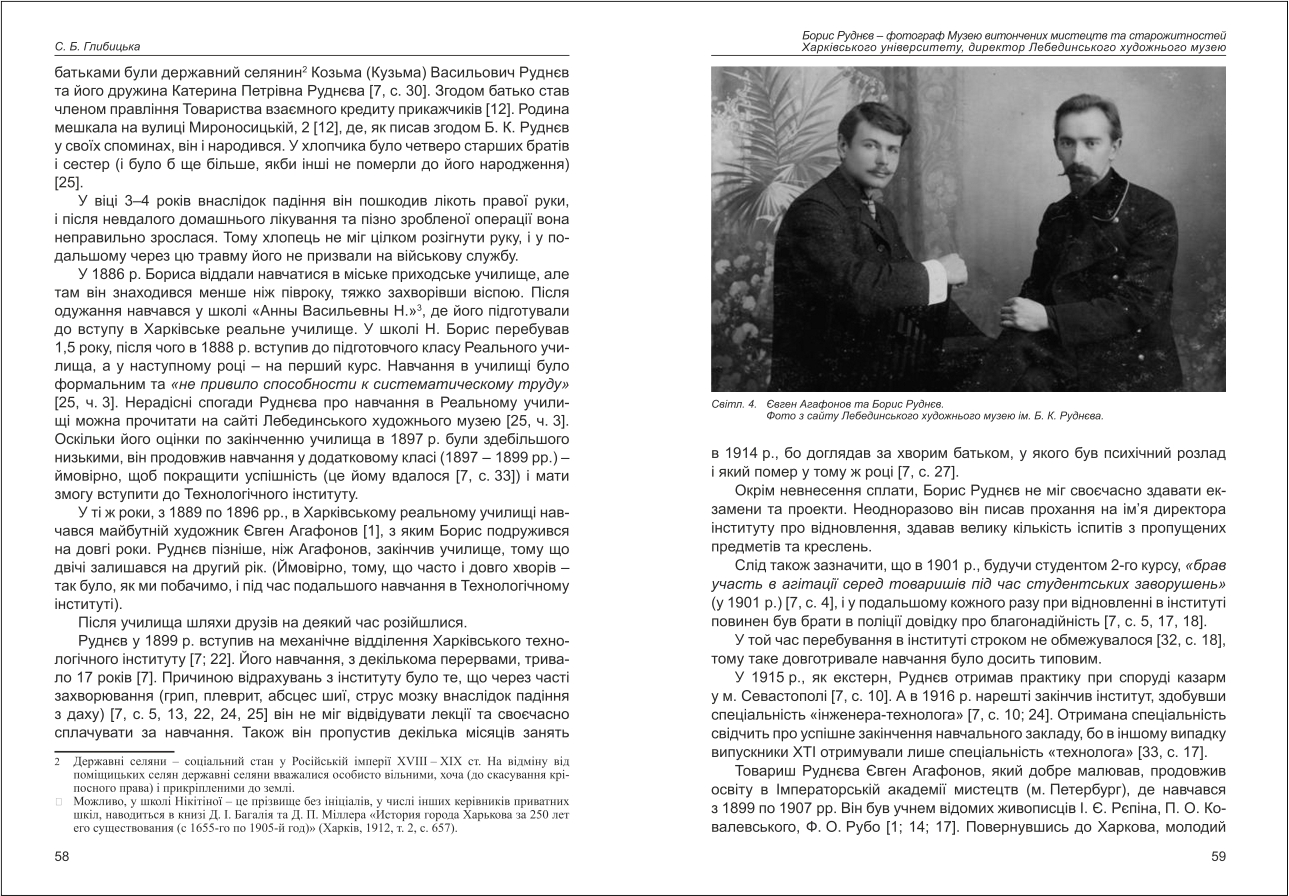 С. Б. Глибицька
батьками були державний селянин2 Козьма (Кузьма) Васильович Руднєв
та його дружина Катерина Петрівна Руднєва [7, с. 30]. Згодом батько став
членом правління Товариства взаємного кредиту прикажчиків [12]. Родина
мешкала на вулиці Мироносицькій, 2 [12], де, як писав згодом Б. К. Руднєв
у своїх споминах, він і народився. У хлопчика було четверо старших братів
і сестер (і було б ще більше, якби інші не померли до його народження)
[25].
У віці 3–4 років внаслідок падіння він пошкодив лікоть правої руки,
і після невдалого домашнього лікування та пізно зробленої операції вона
неправильно зрослася. Тому хлопець не міг цілком розігнути руку, і у по-
дальшому через цю травму його не призвали на військову службу.
У 1886 р. Бориса віддали навчатися в міське приходське училище, але
там він знаходився менше ніж півроку, тяжко захворівши віспою. Після
одужання навчався у школі «Анны Васильевны Н.»3, де його підготували
до вступу в Харківське реальне училище. У школі Н. Борис перебував
1,5 року, після чого в 1888 р. вступив до підготовчого класу Реального учи-
лища, а у наступному році – на перший курс. Навчання в училищі було
формальним та «не привило способности к систематическому труду»
[25, ч. 3]. Нерадісні спогади Руднєва про навчання в Реальному учили-
щі можна прочитати на сайті Лебединського художнього музею [25, ч. 3].
Оскільки його оцінки по закінченню училища в 1897 р. були здебільшого
низькими, він продовжив навчання у додатковому класі (1897 – 1899 рр.) –
ймовірно, щоб покращити успішність (це йому вдалося [7, с. 33]) і мати
змогу вступити до Технологічного інституту.
У ті ж роки, з 1889 по 1896 рр., в Харківському реальному училищі нав-
чався майбутній художник Євген Агафонов [1], з яким Борис подружився
на довгі роки. Руднєв пізніше, ніж Агафонов, закінчив училище, тому що
двічі залишався на другий рік. (Ймовірно, тому, що часто і довго хворів –
так було, як ми побачимо, і під час подальшого навчання в Технологічному
інституті).
Після училища шляхи друзів на деякий час розійшлися.
Руднєв у 1899 р. вступив на механічне відділення Харківського техно-
логічного інституту [7; 22]. Його навчання, з декількома перервами, трива-
ло 17 років [7]. Причиною відрахувань з інституту було те, що через часті
захворювання (грип, плеврит, абсцес шиї, струс мозку внаслідок падіння
з даху) [7, с. 5, 13, 22, 24, 25] він не міг відвідувати лекції та своєчасно
сплачувати за навчання. Також він пропустив декілька місяців занять
2 Державні селяни – соціальний стан у Російській імперії XVIII – XIX ст. На відміну від
поміщицьких селян державні селяни вважалися особисто вільними, хоча (до скасування крі-
посного права) і прикріпленими до землі.
Можливо, у школі Нікітіної – це прізвище без ініціалів, у числі інших керівників приватних
шкіл, наводиться в книзі Д. І. Багалія та Д. П. Міллера «История города Харькова за 250 лет
его существования (с 1655-го по 1905-й год)» (Харків, 1912, т. 2, с. 657).
58
Борис Руднєв – фотограф Музею витончених мистецтв та старожитностей
Харківського університету, директор Лебединського художнього музею
Світл. 4. Євген Агафонов та Борис Руднєв.
Фото з сайту Лебединського художнього музею ім. Б. К. Руднєва.
в 1914 р., бо доглядав за хворим батьком, у якого був психічний розлад
і який помер у тому ж році [7, с. 27].
Окрім невнесення сплати, Борис Руднєв не міг своєчасно здавати ек-
замени та проекти. Неодноразово він писав прохання на ім’я директора
інституту про відновлення, здавав велику кількість іспитів з пропущених
предметів та креслень.
Слід також зазначити, що в 1901 р., будучи студентом 2-го курсу, «брав
участь в агітації серед товаришів під час студентських заворушень»
(у 1901 р.) [7, с. 4], і у подальшому кожного разу при відновленні в інституті
повинен був брати в поліції довідку про благонадійність [7, с. 5, 17, 18].
У той час перебування в інституті строком не обмежувалося [32, с. 18],
тому таке довготривале навчання було досить типовим.
У 1915 р., як екстерн, Руднєв отримав практику при споруді казарм
у м. Севастополі [7, с. 10]. А в 1916 р. нарешті закінчив інститут, здобувши
спеціальність «інженера-технолога» [7, с. 10; 24]. Отримана спеціальність
свідчить про успішне закінчення навчального закладу, бо в іншому випадку
випускники ХТІ отримували лише спеціальність «технолога» [33, с. 17].
Товариш Руднєва Євген Агафонов, який добре малював, продовжив
освіту в Імператорській академії мистецтв (м. Петербург), де навчався
з 1899 по 1907 рр. Він був учнем відомих живописців І. Є. Рєпіна, П. О. Ко-
валевського, Ф. О. Рубо [1; 14; 17]. Повернувшись до Харкова, молодий
59